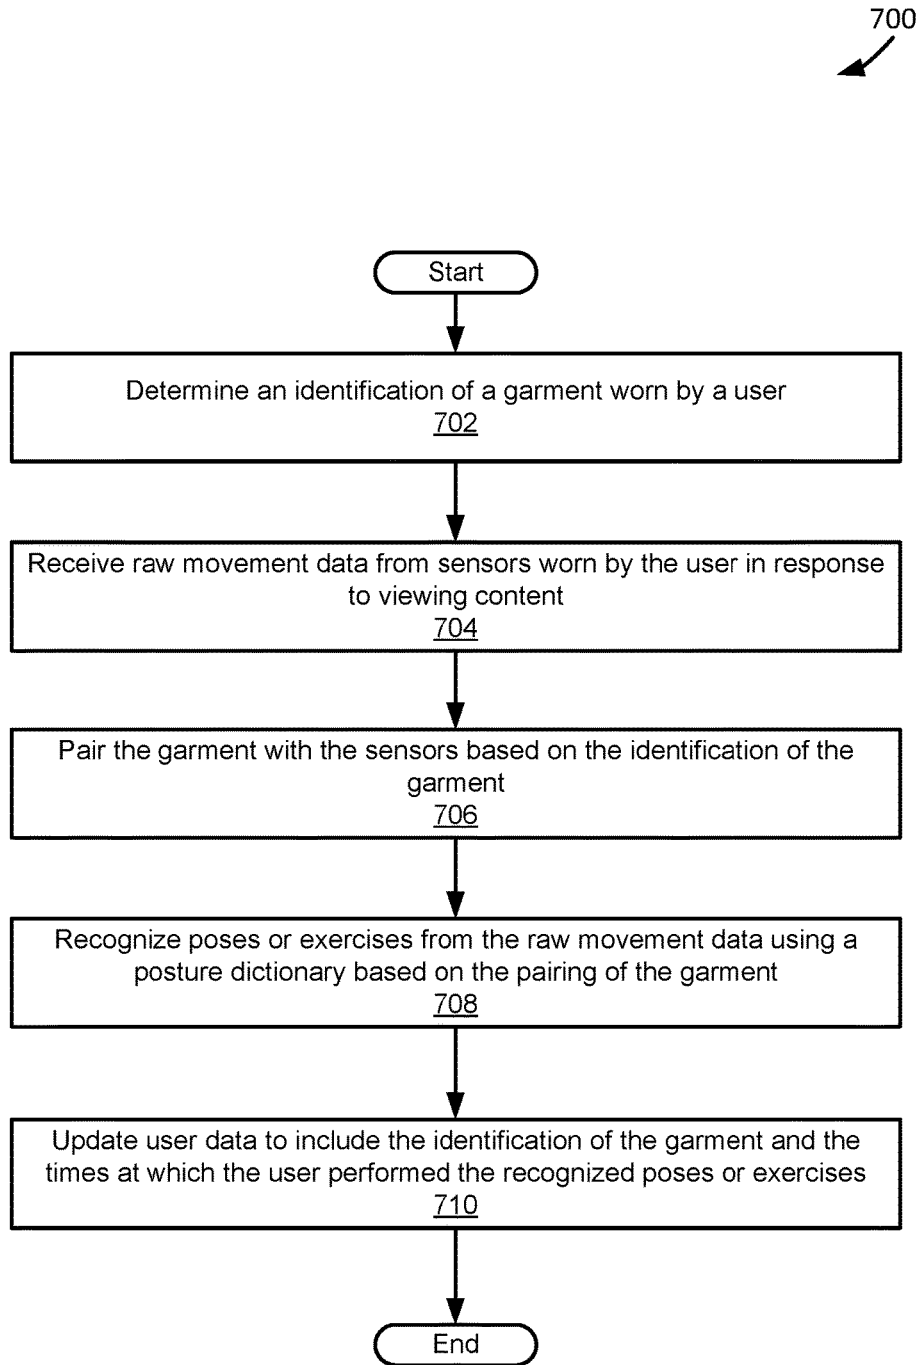 700
Start
Determine an identification of a garment worn by a user
702
Receive raw movement data from sensors worn by the user in response
to viewing content
704
Pair the garment with the sensors based on the identification of the
garment
706
Recognize poses or exercises from the raw movement data using a
posture dictionary based on the pairing of the garment
708
Update user data to include the identification of the garment and the
times at which the user performed the recognized poses or exercises
710
End